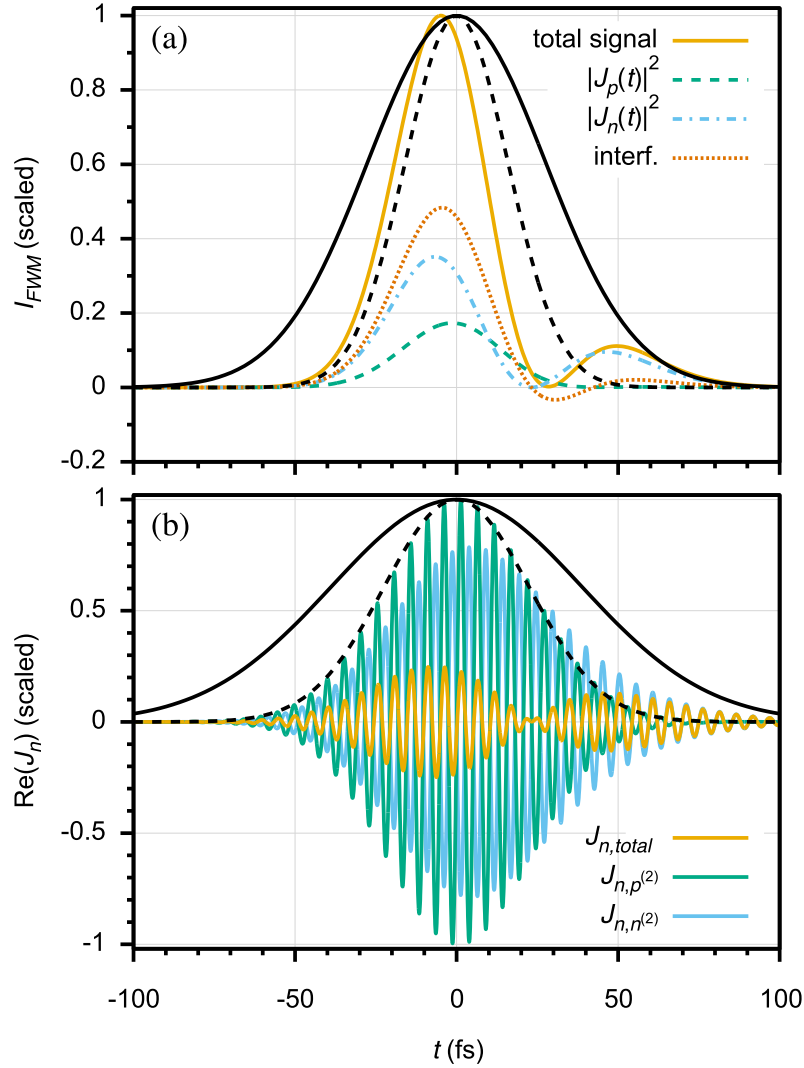 (a)
total signal
|J_p(t)|^2
|J_n(t)|^2
interf.
1
0.8
0.6
0.4
0.2
0
-0.2
I_FWM (scaled)
(b)
1
0.5
0
-0.5
-1
Re(J_n) (scaled)
J_n,total
J_n,p^(2)
J_n,n^(2)
-100 -50 0 50 100
t (fs)